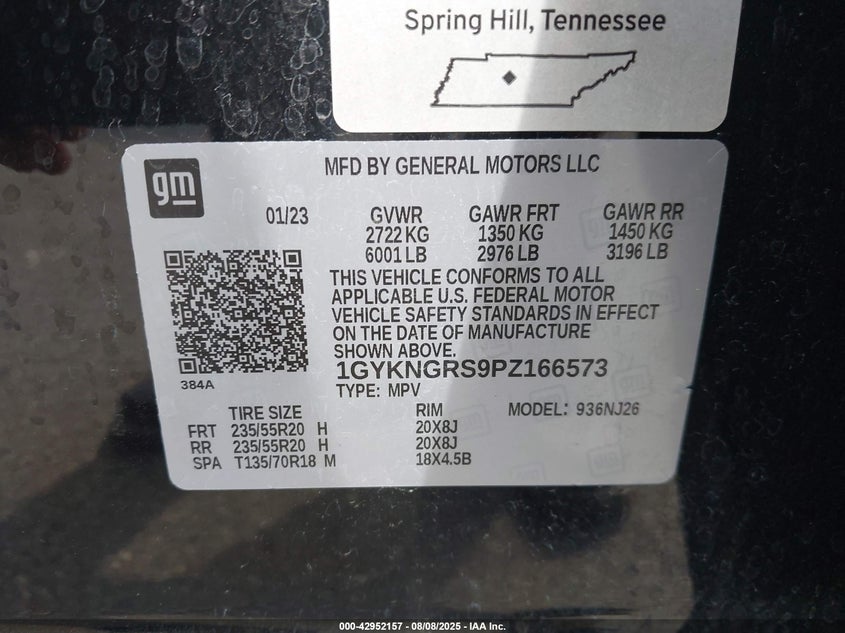 Spring Hill, Tennessee
gm
MFD BY GENERAL MOTORS LLC
01/23 GVWR GAWR FRT GAWR RR
2722 KG 1350 KG 1450 KG
6001 LB 2976 LB 3196 LB
THIS VEHICLE CONFORMS TO ALL
APPLICABLE U.S. FEDERAL MOTOR
VEHICLE SAFETY STANDARDS IN EFFECT
ON THE DATE OF MANUFACTURE
SHOWN ABOVE.
1GYKNGRS9PZ166573
384A
TYPE: MPV
TIRE SIZE RIM MODEL: 936NJ26
FRT 235/55R20 H 20X8J
RR 235/55R20 H 20X8J
SPA T135/70R18 M 18X4.5B
000-42952157 - 08/08/2025 - IAA Inc.